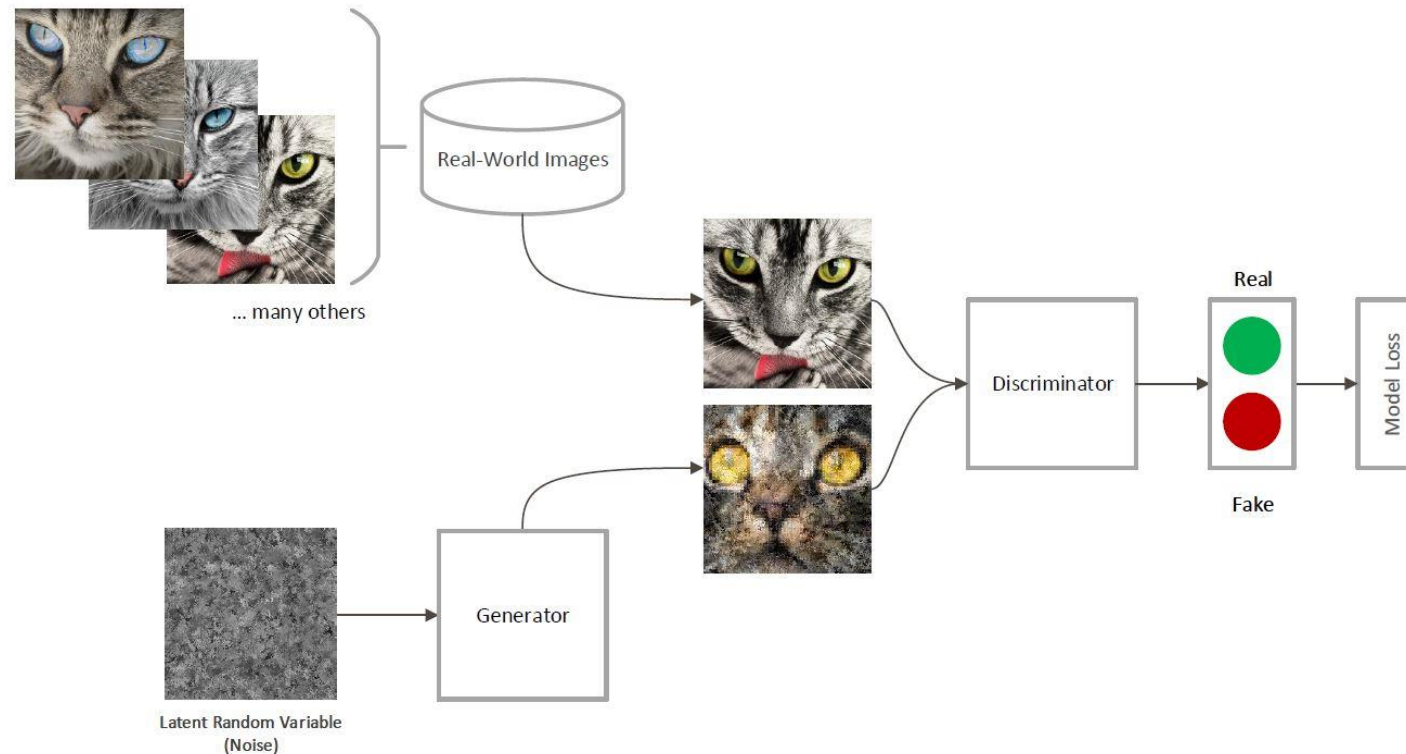 Real-World Images
... many others
Real
Discriminator
Model Loss
Fake
Generator
Latent Random Variable
(Noise)